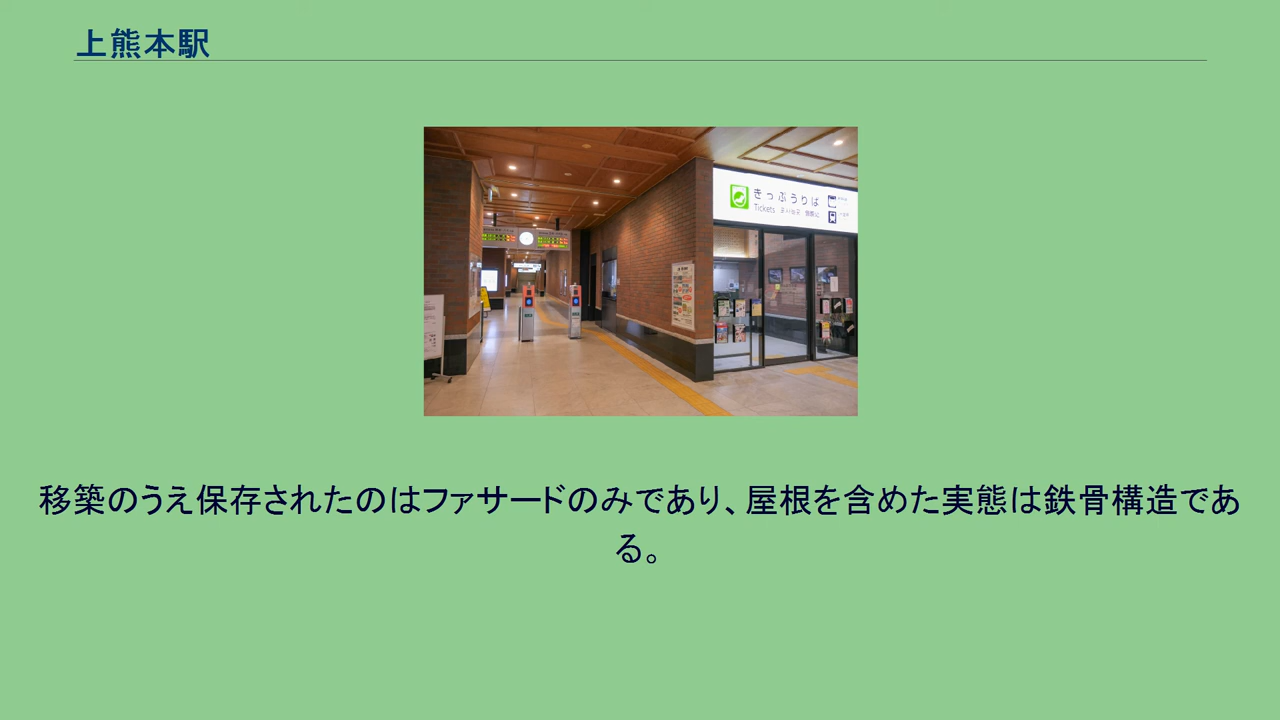 上熊本駅
きっぷうりば
Tickets
移築のうえ保存されたのはファサードのみであり、屋根を含めた実態は鉄骨構造であ
る。